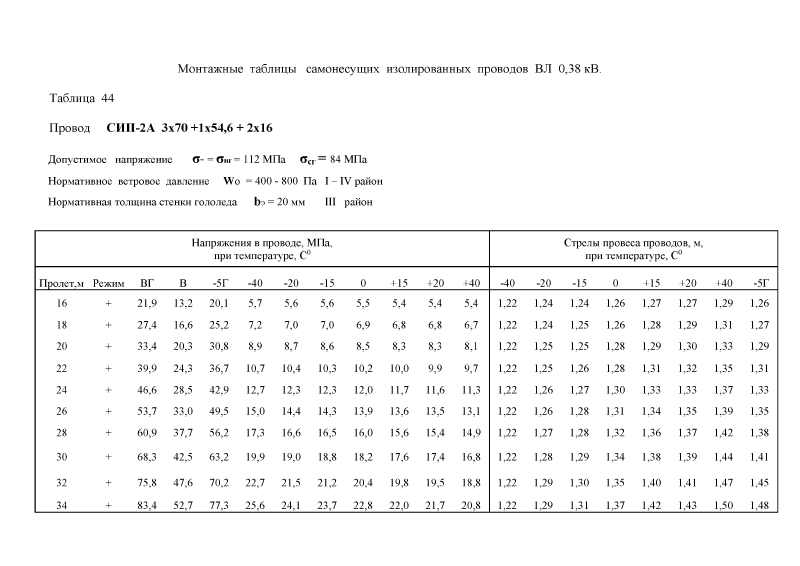 Монтажные таблицы самонесущих изолированных проводов ВЛ 0,38 кВ.
Таблица 44
Провод СИП-2А 3х70 +1х54,6 + 2х16
Допустимое напряжение σ- = σвг = 112 МПа σсг = 84 МПа
Нормативное ветровое давление Wo = 400 - 800 Па I – IV район
Нормативная толщина стенки гололеда bэ = 20 мм III район
Напряжения в проводе, МПа, при температуре, С⁰ Стрелы провеса проводов, м, при температуре, С⁰
Пролет,м Режим ВГ В -5Г -40 -20 -15 0 +15 +20 +40 -40 -20 -15 0 +15 +20 +40 -5Г
16 + 21,9 13,2 20,1 5,7 5,6 5,6 5,5 5,4 5,4 5,4 1,22 1,24 1,24 1,26 1,27 1,27 1,29 1,26
18 + 27,4 16,6 25,2 7,2 7,0 7,0 6,9 6,8 6,8 6,7 1,22 1,24 1,25 1,26 1,28 1,29 1,31 1,27
20 + 33,4 20,3 30,8 8,9 8,7 8,6 8,5 8,3 8,3 8,1 1,22 1,25 1,25 1,28 1,29 1,30 1,33 1,29
22 + 39,9 24,3 36,7 10,7 10,4 10,3 10,2 10,0 9,9 9,7 1,22 1,25 1,26 1,28 1,31 1,32 1,35 1,31
24 + 46,6 28,5 42,9 12,7 12,3 12,3 12,0 11,7 11,6 11,3 1,22 1,26 1,27 1,30 1,33 1,33 1,37 1,33
26 + 53,7 33,0 49,5 15,0 14,4 14,3 13,9 13,6 13,5 13,1 1,22 1,26 1,28 1,31 1,34 1,35 1,39 1,35
28 + 60,9 37,7 56,2 17,3 16,6 16,5 16,0 15,6 15,4 14,9 1,22 1,27 1,28 1,32 1,36 1,37 1,42 1,38
30 + 68,3 42,5 63,2 19,9 19,0 18,8 18,2 17,6 17,4 16,8 1,22 1,28 1,29 1,34 1,38 1,39 1,44 1,41
32 + 75,8 47,6 70,2 22,7 21,5 21,2 20,4 19,8 19,5 18,8 1,22 1,29 1,30 1,35 1,40 1,41 1,47 1,45
34 + 83,4 52,7 77,3 25,6 24,1 23,7 22,8 22,0 21,7 20,8 1,22 1,29 1,31 1,37 1,42 1,43 1,50 1,48